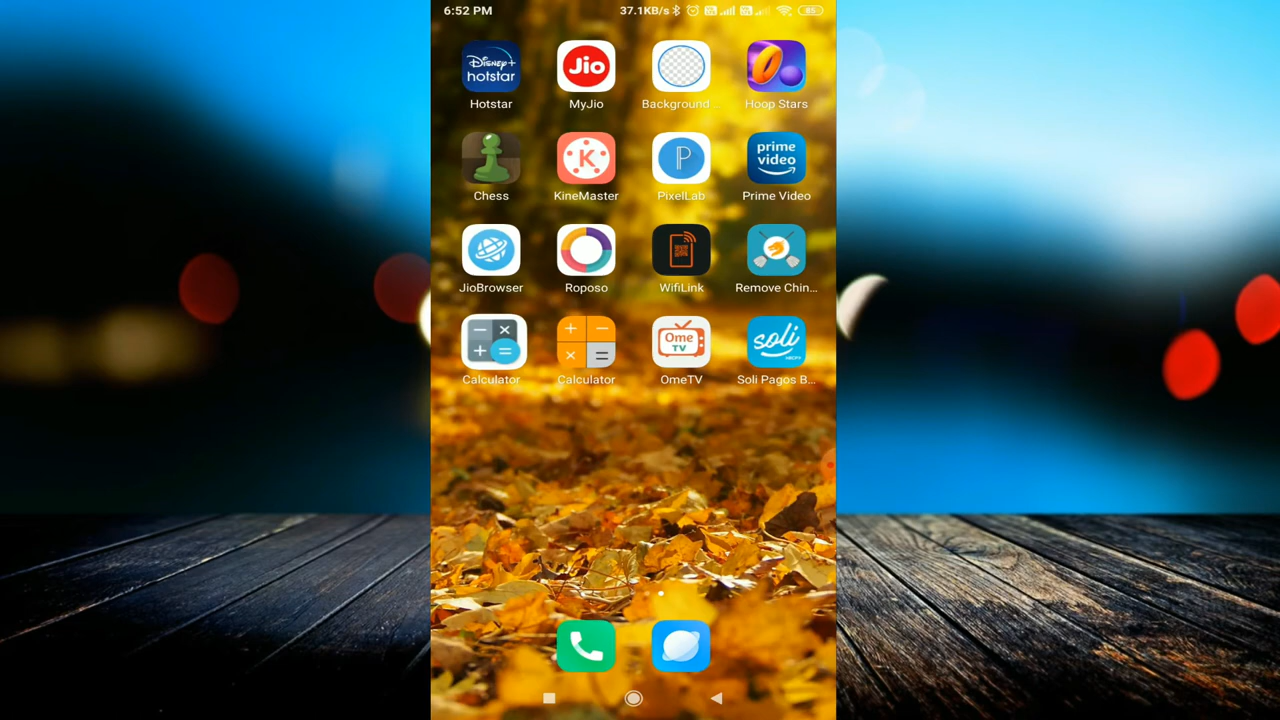 6:52 PM
37.1KB/s
85
Disney+
hotstar
Jio
prime
video
Hotstar
MyJio
Background...
Hoop Stars
K
P
Chess
KineMaster
PixelLab
Prime Video
JioBrowser
Roposo
WifiLink
Remove Chin...
Ome
TV
soli
Calculator
Calculator
OmeTV
Soli Pagos B...